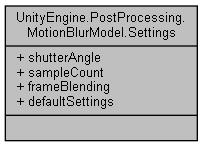 UnityEngine.PostProcessing.
MotionBlurModel.Settings
+ shutterAngle
+ sampleCount
+ frameBlending
+ defaultSettings